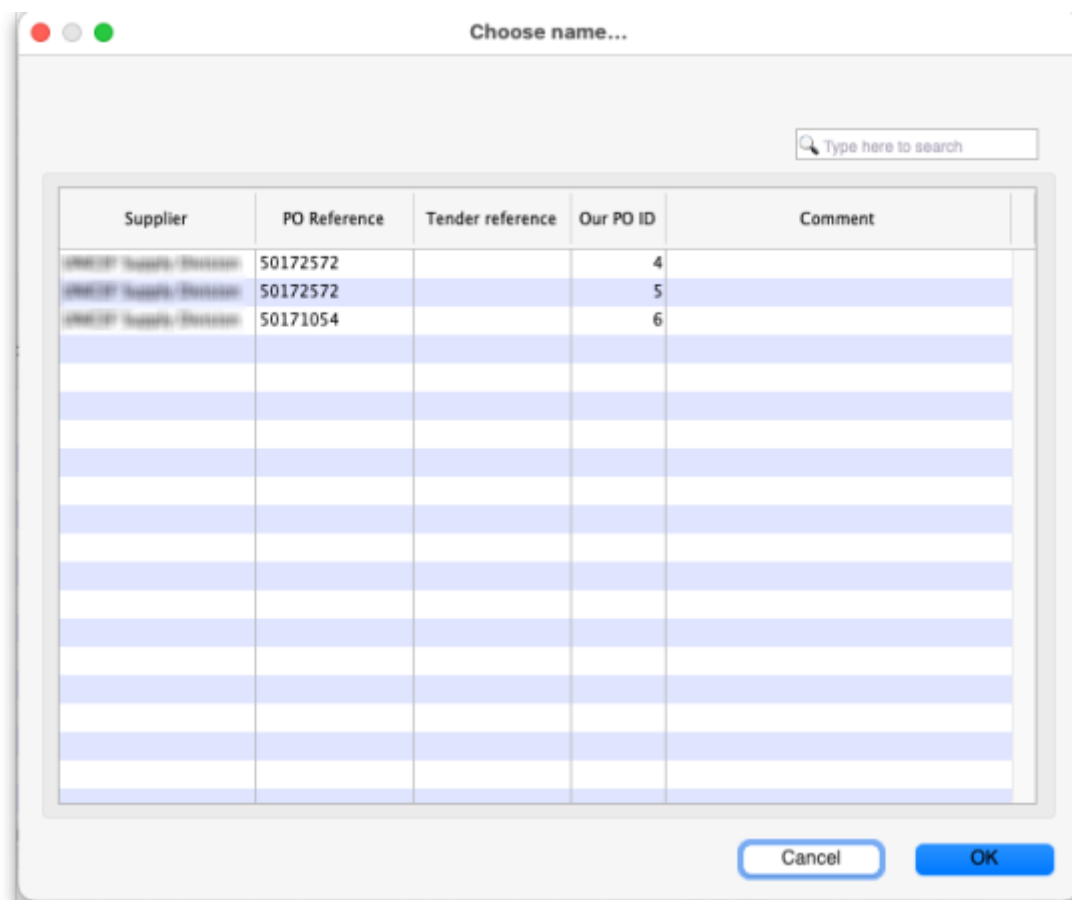 Choose name...
Type here to search
Supplier PO Reference Tender reference Our PO ID Comment
50172572 4
50172572 5
50171054 6
Cancel OK